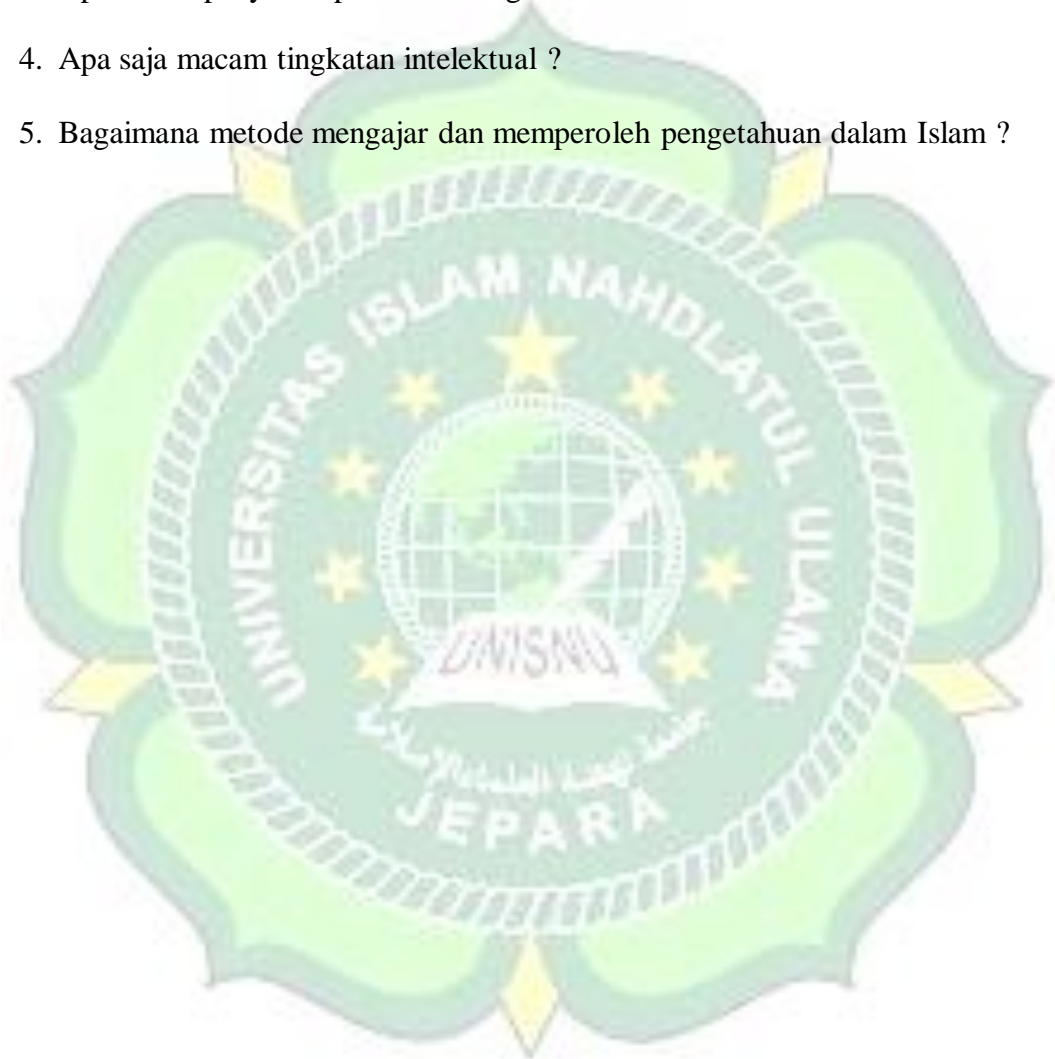 4. Apa saja macam tingkatan intelektual ?
5. Bagaimana metode mengajar dan memperoleh pengetahuan dalam Islam ?
UNIVERSITAS ISLAM NAHDLATUL ULAMA
UNISNU
JEPARA